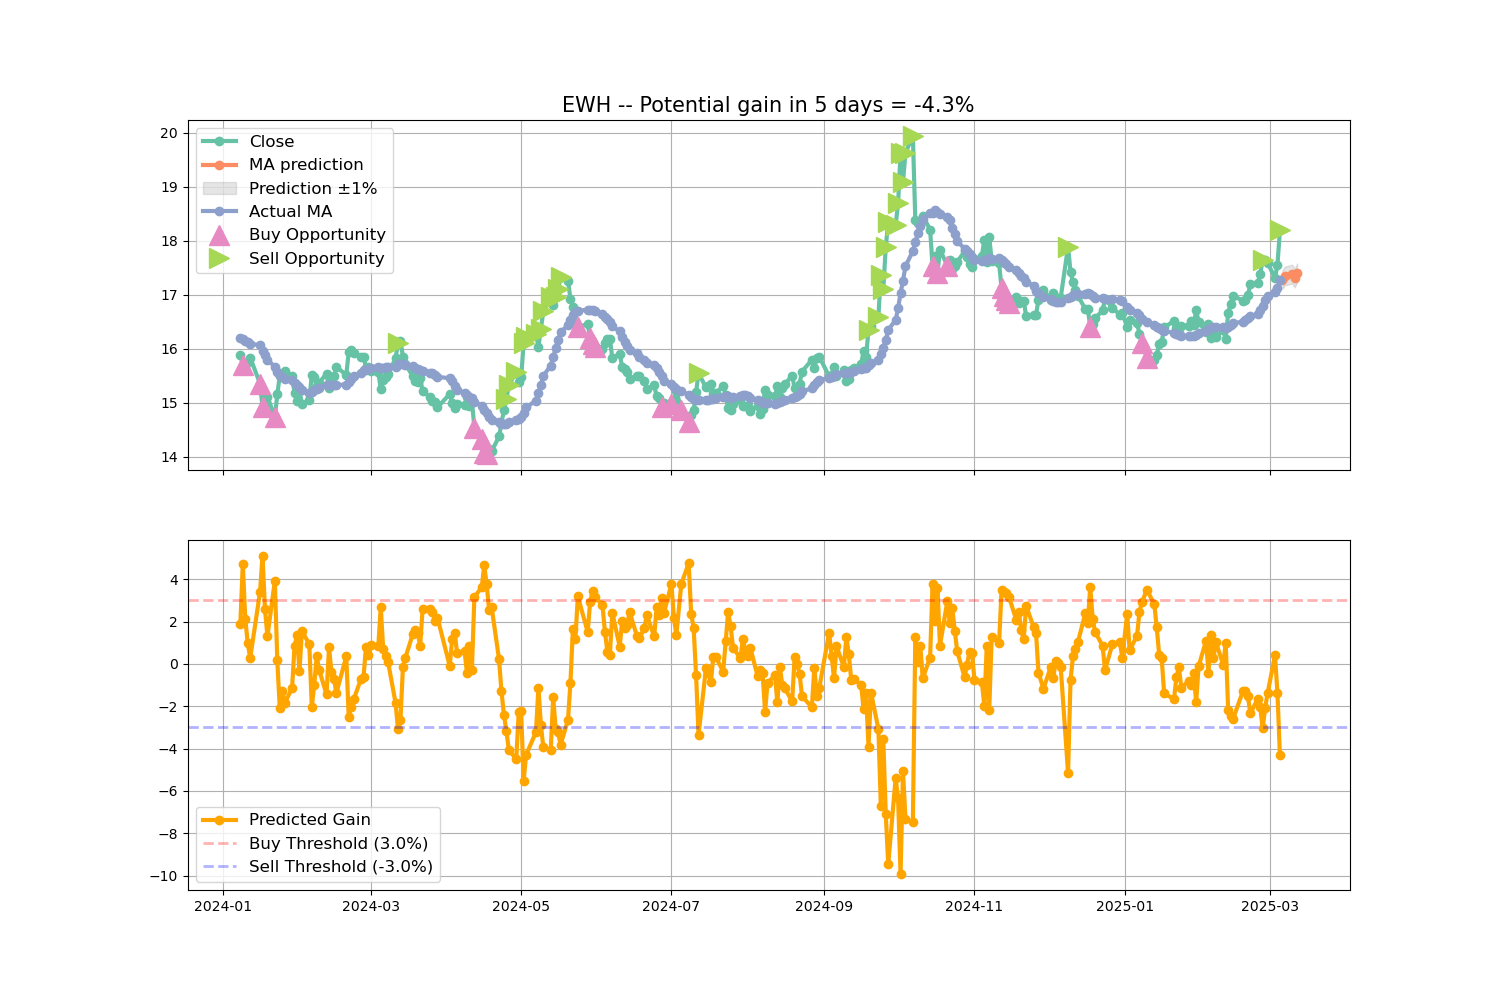 EWH -- Potential gain in 5 days = -4.3%
20
19
18
17
16
15
14
Close
MA prediction
Prediction ±1%
Actual MA
Buy Opportunity
Sell Opportunity
4
2
0
−2
−4
−6
−8
−10
Predicted Gain
Buy Threshold (3.0%)
Sell Threshold (-3.0%)
2024-01 2024-03 2024-05 2024-07 2024-09 2024-11 2025-01 2025-03